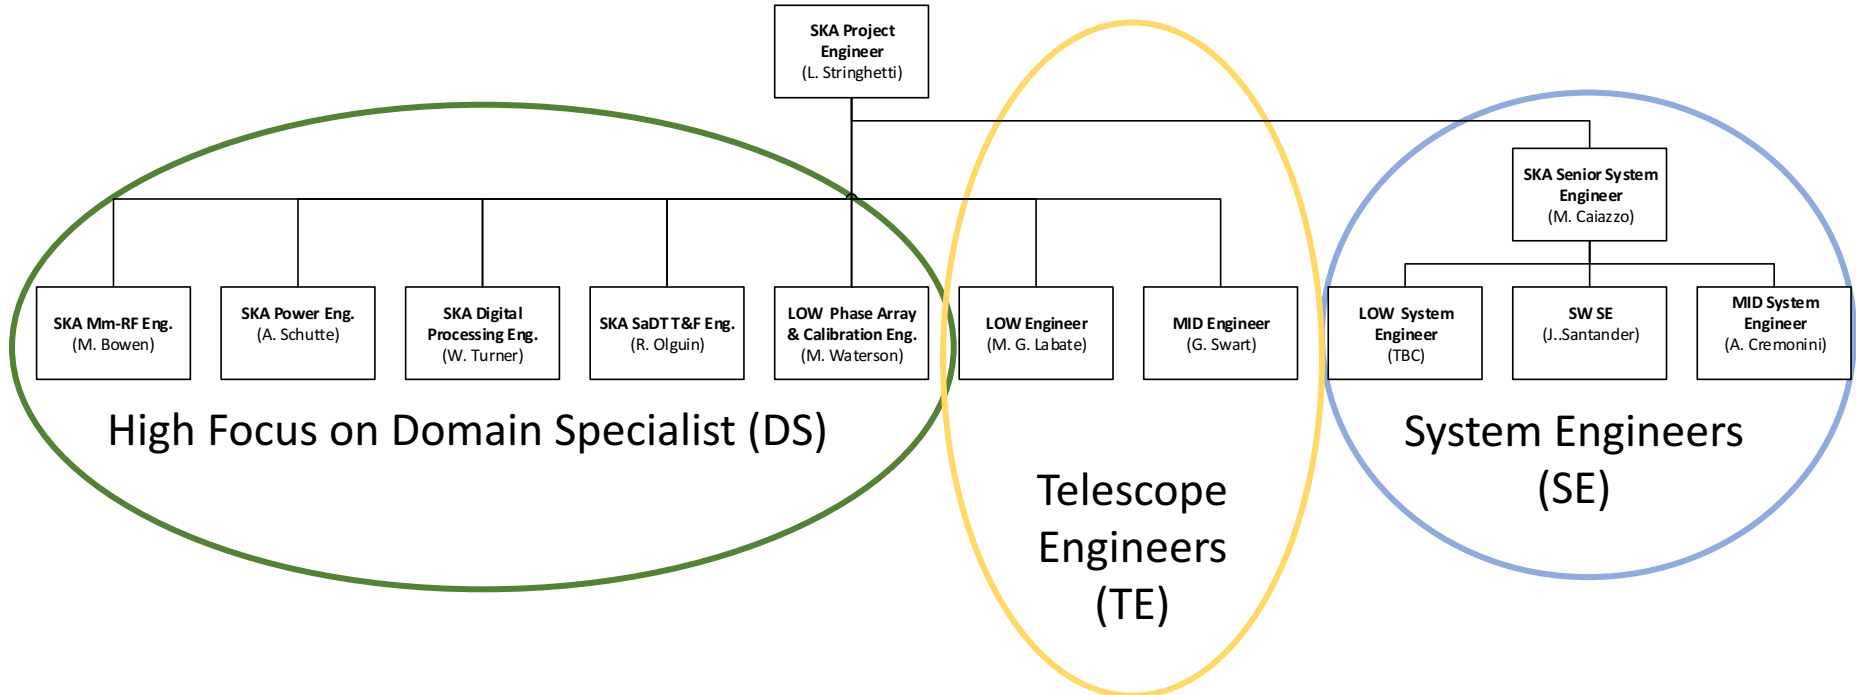 SKA Project
Engineer
(L. Stringhetti)
SKA Senior System
Engineer
(M. Caiazzo)
SKA Mm-RF Eng.
(M. Bowen)
SKA Power Eng.
(A. Schutte)
SKA Digital
Processing Eng.
(W. Turner)
SKA SaDT T&F Eng.
(R. Olguin)
LOW Phase Array
& Calibration Eng.
(M. Waterson)
LOW Engineer
(M. G. Labate)
MID Engineer
(G. Swart)
LOW System
Engineer
(TBC)
SW SE
(J..Santander)
MID System
Engineer
(A. Cremonini)
High Focus on Domain Specialist (DS)
Telescope
Engineers
(TE)
System Engineers
(SE)